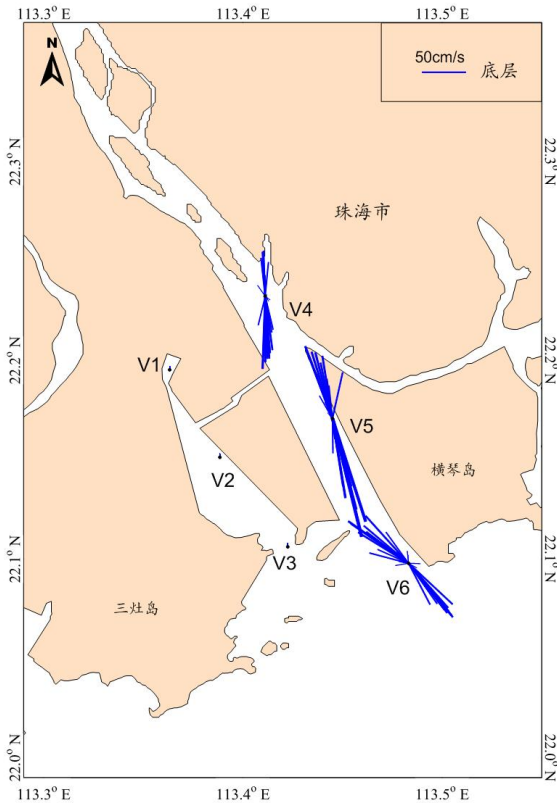 113.3° E
113.4° E
113.5° E
N
50cm/s
底层
22.3° N
22.3° N
珠海市
V4
22.2° N
V1
22.2° N
V5
横琴岛
V2
22.1° N
V3
22.1° N
V6
三灶岛
22.0° N
22.0° N
113.3° E
113.4° E
113.5° E